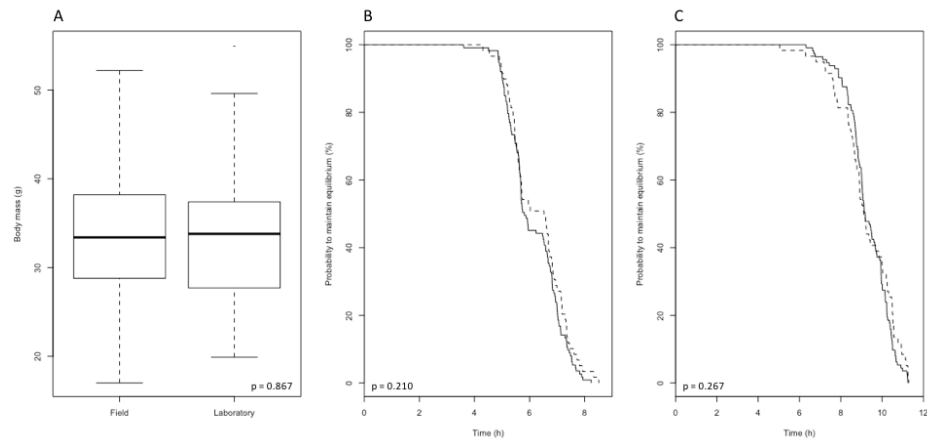 A
Body mass (g)
50
40
30
20
Field
Laboratory
p = 0.867
B
Probability to maintain equilibrium (%)
100
80
60
40
20
0
p = 0.210
0
2
4
6
8
Time (h)
C
Probability to maintain equilibrium (%)
100
80
60
40
20
0
p = 0.267
0
2
4
6
8
10
12
Time (h)